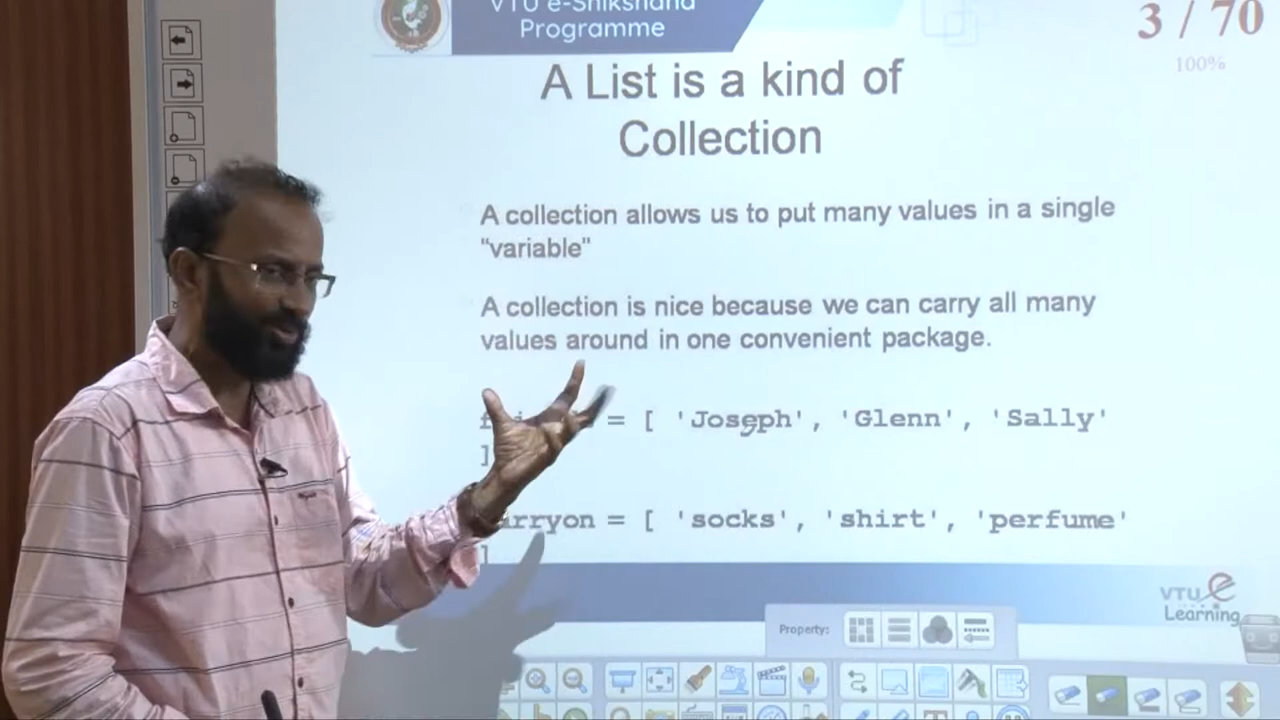 VTU e-Shikshana
Programme
3 / 70
100%
A List is a kind of
Collection
A collection allows us to put many values in a single
"variable"
A collection is nice because we can carry all many
values around in one convenient package.
= [ 'Joseph', 'Glenn', 'Sally'
]
= [ 'socks', 'shirt', 'perfume'
]
VTU e
Learning
Property: